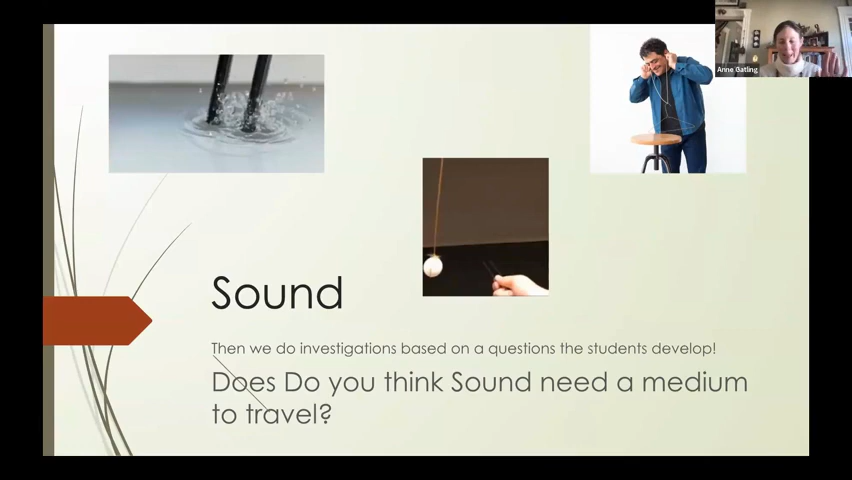 Anne Gatling
Sound
Then we do investigations based on a questions the students develop!
Does Do you think Sound need a medium
to travel?